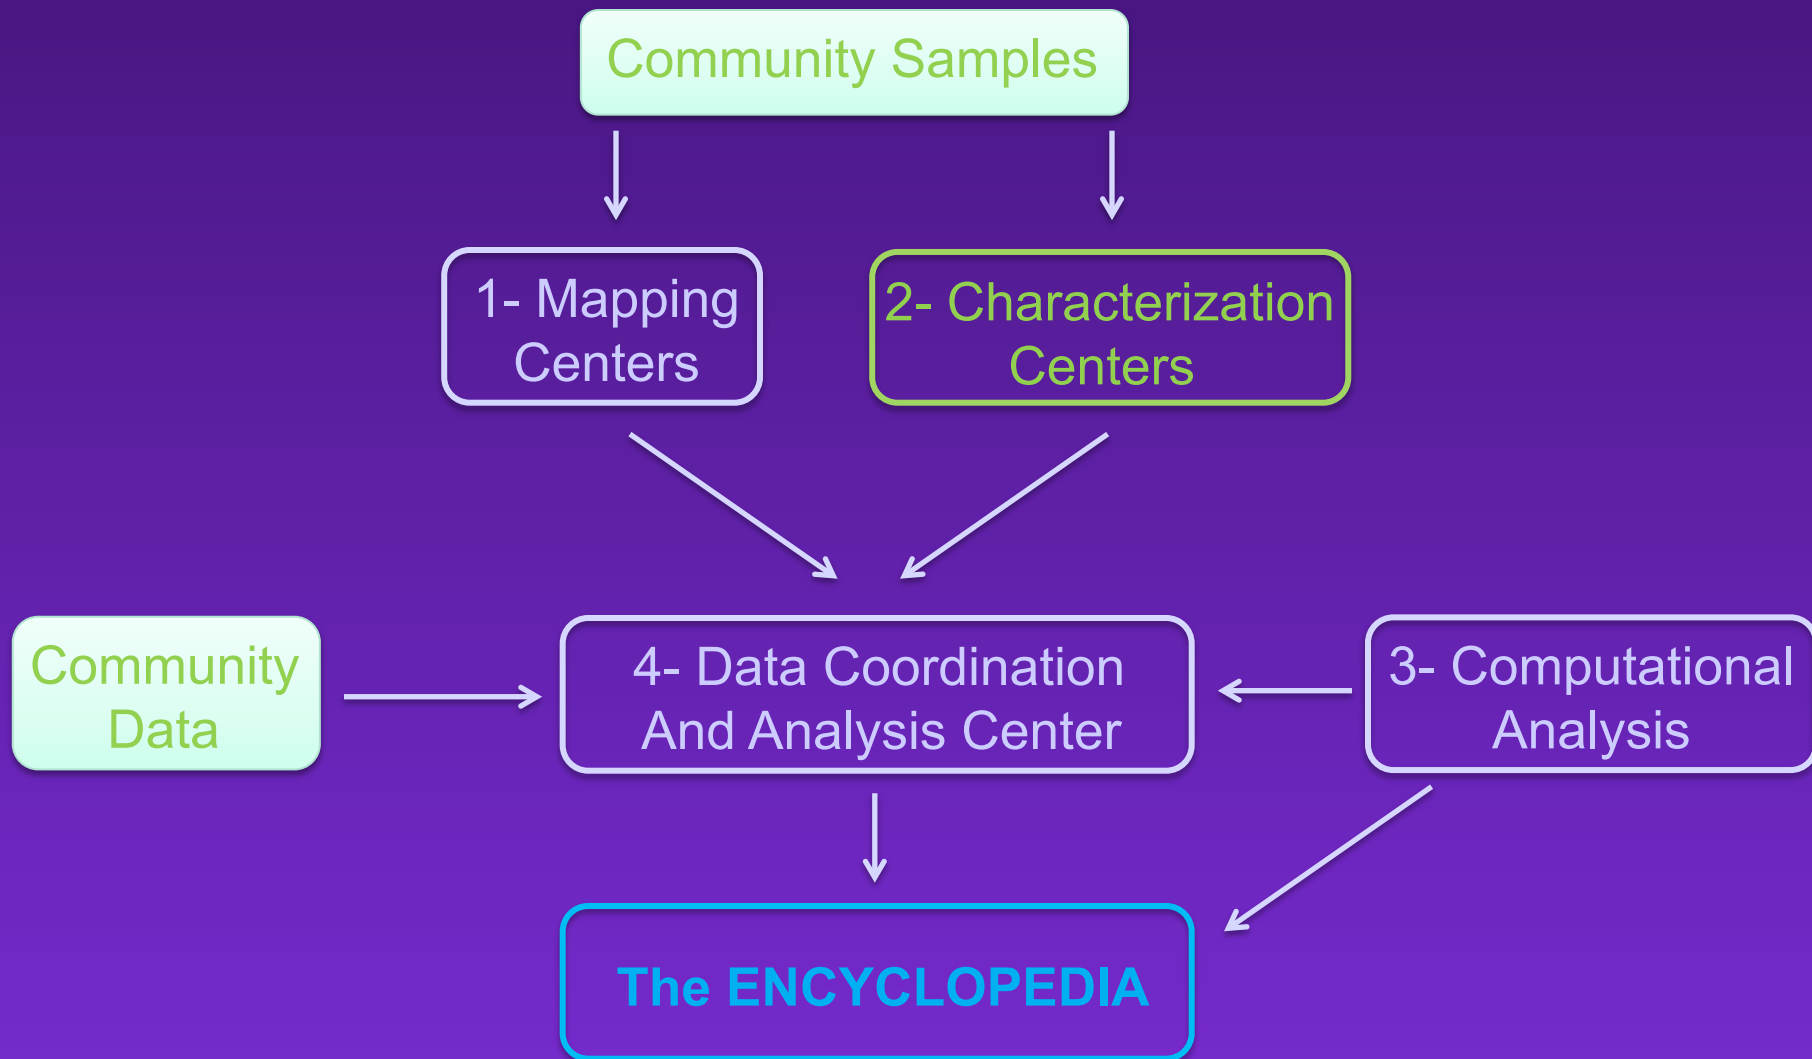 Community Samples
1- Mapping
Centers
2- Characterization
Centers
Community
Data
4- Data Coordination
And Analysis Center
3- Computational
Analysis
The ENCYCLOPEDIA